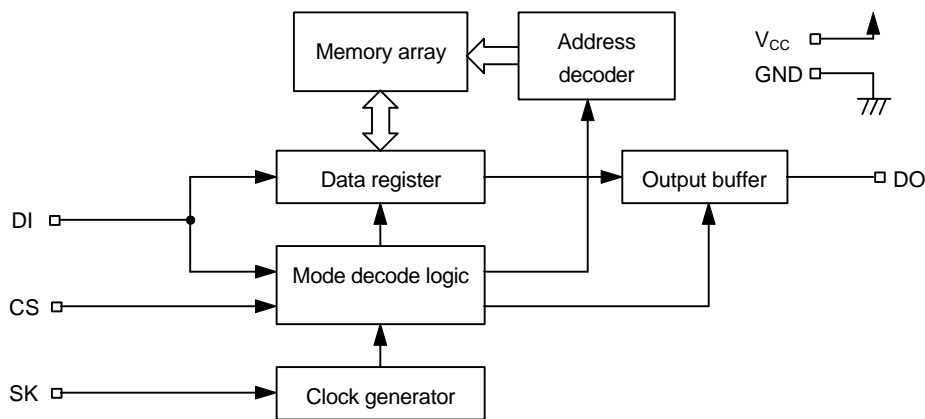 Memory array
Address
decoder
VCC
GND
Data register
Output buffer
DO
DI
Mode decode logic
CS
SK
Clock generator